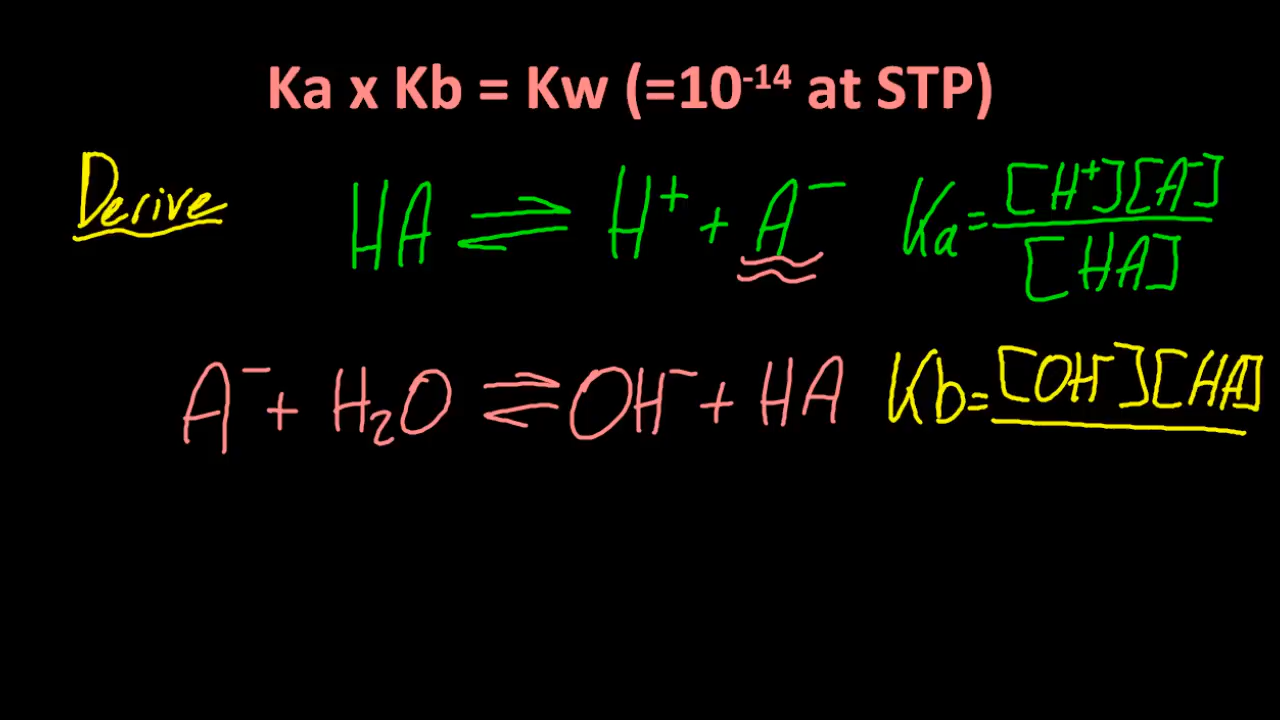 Ka x Kb = Kw (=10⁻¹⁴ at STP)
Derive
HA ⇌ H⁺ + A⁻ Ka = [H⁺][A⁻] / [HA]
A⁻ + H₂O ⇌ OH⁻ + HA Kb = [OH⁻][HA]